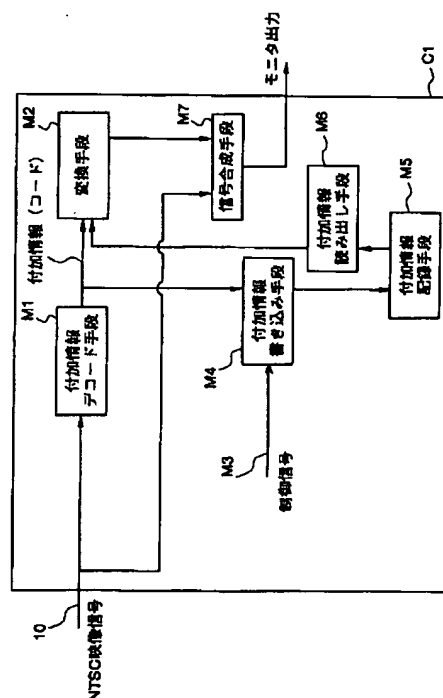 10
NTSC映像信号
M1
付加情報
デコード手段
付加情報(コード)
M2
変換手段
M7
信号合成手段
モニタ出力
M3
制御信号
M4
付加情報
書き込み手段
M6
付加情報
読み出し手段
M5
付加情報
記録手段
C1